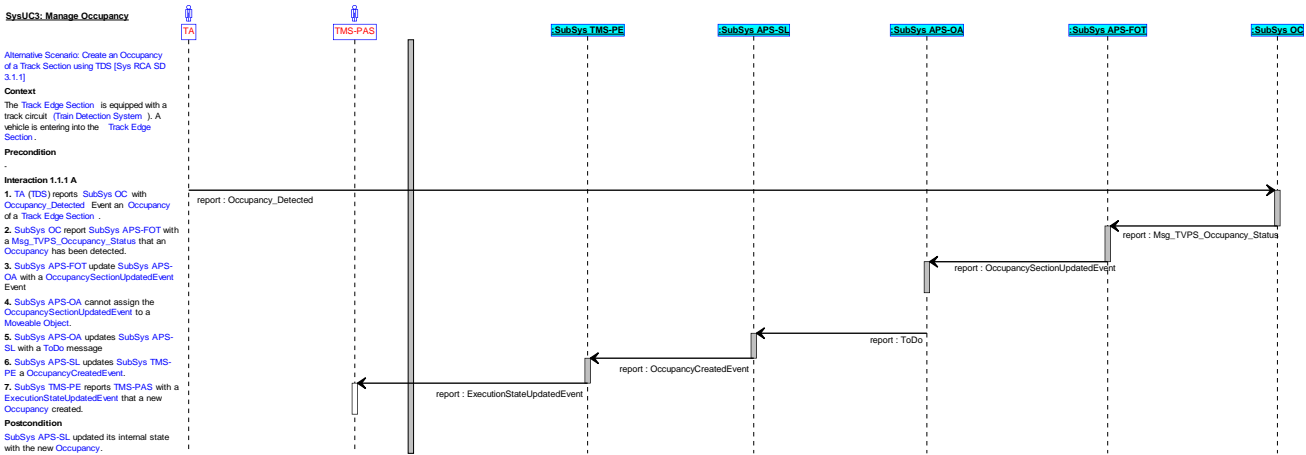 SysUC3: Manage Occupancy
TA
TMS-PAS
:SubSys TMS-PE
:SubSys APS-SL
:SubSys APS-OA
:SubSys APS-FOT
:SubSys OC
Alternative Scenario: Create an Occupancy
of a Track Section using TDS [Sys RCA SD
3.1.1]
Context
The Track Edge Section is equipped with a
track circuit (Train Detection System ). A
vehicle is entering into the Track Edge
Section .
Precondition
-
Interaction 1.1.1 A
1. TA (TDS) reports SubSys OC with
Occupancy_Detected Event an Occupancy
of a Track Edge Section .
2. SubSys OC report SubSys APS-FOT with
a Msg_TVPS_Occupancy_Status that an
Occupancy has been detected.
3. SubSys APS-FOT update SubSys APS-
OA with a OccupancySectionUpdatedEvent
Event
4. SubSys APS-OA cannot assign the
OccupancySectionUpdatedEvent to a
Moveable Object.
5. SubSys APS-OA updates SubSys APS-
SL with a ToDo message
6. SubSys APS-SL updates SubSys TMS-
PE a OccupancyCreatedEvent.
7. SubSys TMS-PE reports TMS-PAS with a
ExecutionStateUpdatedEvent that a new
Occupancy created.
Postcondition
SubSys APS-SL updated its internal state
with the new Occupancy.
report : Occupancy_Detected
report : Msg_TVPS_Occupancy_Status
report : OccupancySectionUpdatedEvent
report : ToDo
report : OccupancyCreatedEvent
report : ExecutionStateUpdatedEvent